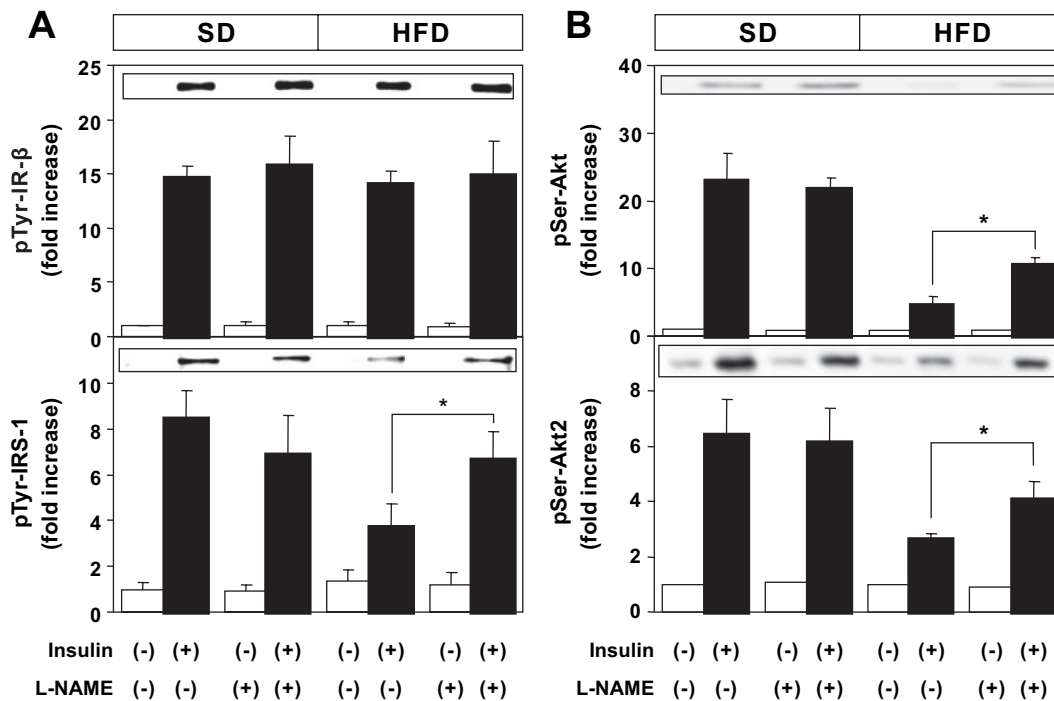 A
SD HFD
25
20
15
10
5
0
pTyr-IR-β
(fold increase)
10
8
6
4
2
0
pTyr-IRS-1
(fold increase)
*
Insulin (-) (+) (-) (+) (-) (+) (-) (+)
L-NAME (-) (-) (+) (+) (-) (-) (+) (+)
B
SD HFD
40
30
20
10
0
pSer-Akt
(fold increase)
*
8
6
4
2
0
pSer-Akt2
(fold increase)
*
Insulin (-) (+) (-) (+) (-) (+) (-) (+)
L-NAME (-) (-) (+) (+) (-) (-) (+) (+)